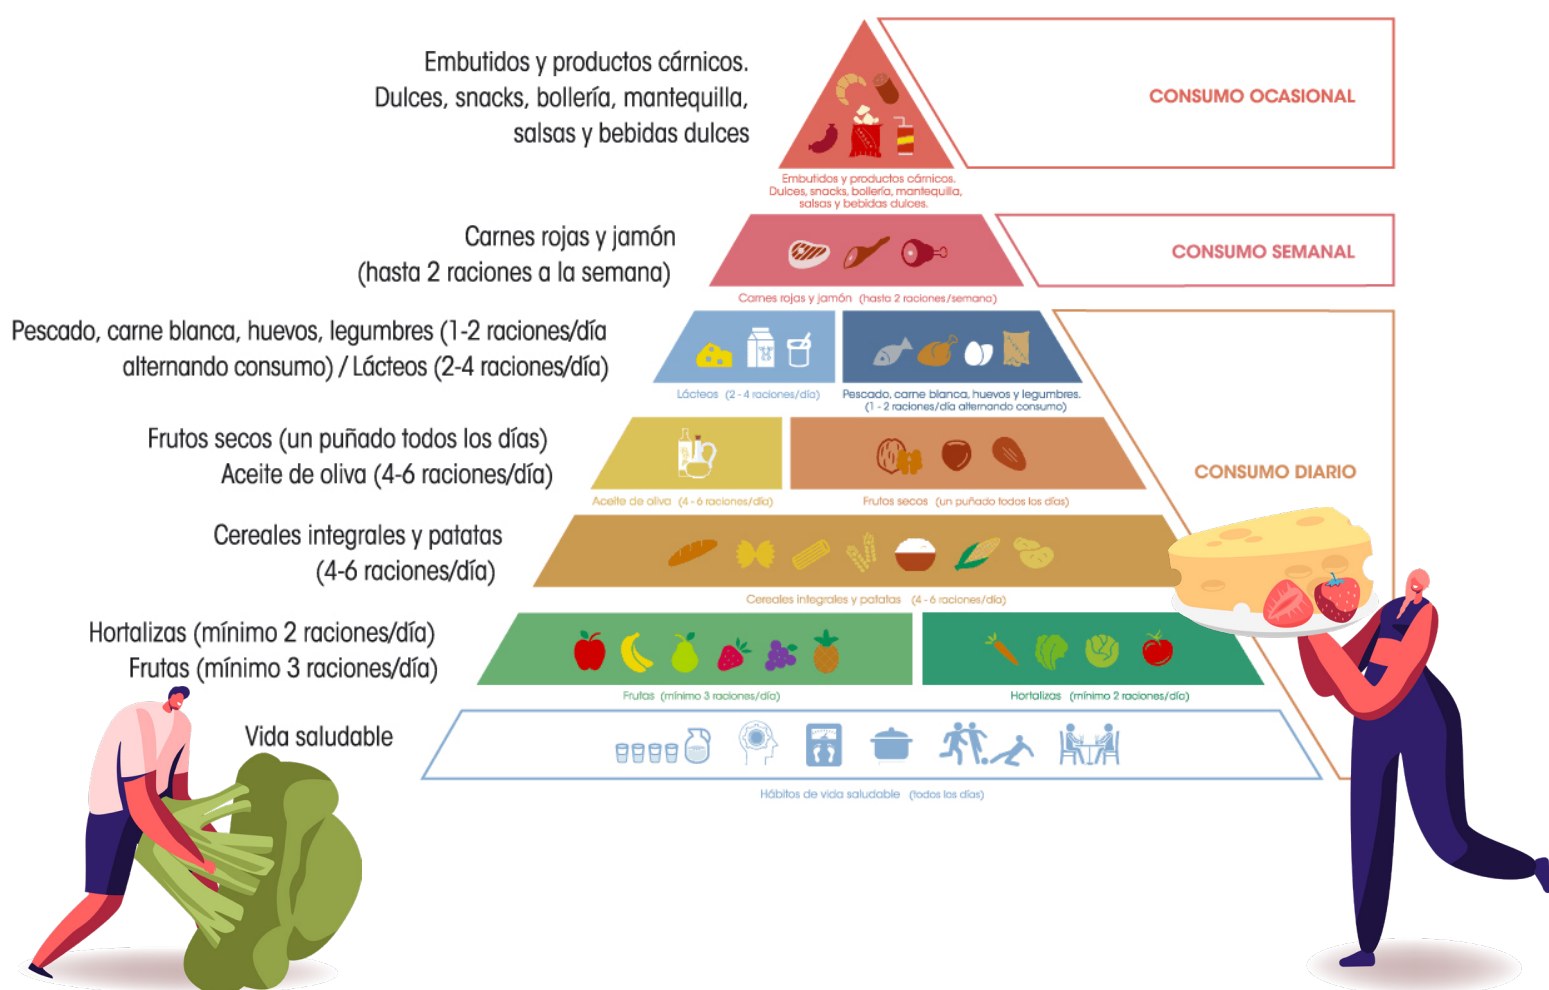 Embutidos y productos cárnicos.
Dulces, snacks, bollería, mantequilla,
salsas y bebidas dulces
CONSUMO OCASIONAL
Embutidos y productos cárnicos.
Dulces, snacks, bollería, mantequilla,
salsas y bebidas dulces.
Carnes rojas y jamón
(hasta 2 raciones a la semana)
CONSUMO SEMANAL
Carnes rojas y jamón (hasta 2 raciones/semana)
Pescado, carne blanca, huevos, legumbres (1-2 raciones/día
alternando consumo) / Lácteos (2-4 raciones/día)
Lácteos (2 - 4 raciones/día)
Pescado, carne blanca, huevos y legumbres.
(1 - 2 raciones/día alternando consumo)
Frutos secos (un puñado todos los días)
Aceite de oliva (4-6 raciones/día)
CONSUMO DIARIO
Aceite de oliva (4 - 6 raciones/día)
Frutos secos (un puñado todos los días)
Cereales integrales y patatas
(4-6 raciones/día)
Cereales integrales y patatas (4 - 6 raciones/día)
Hortalizas (mínimo 2 raciones/día)
Frutas (mínimo 3 raciones/día)
Frutas (mínimo 3 raciones/día)
Hortalizas (mínimo 2 raciones/día)
Vida saludable
Hábitos de vida saludable (todos los días)